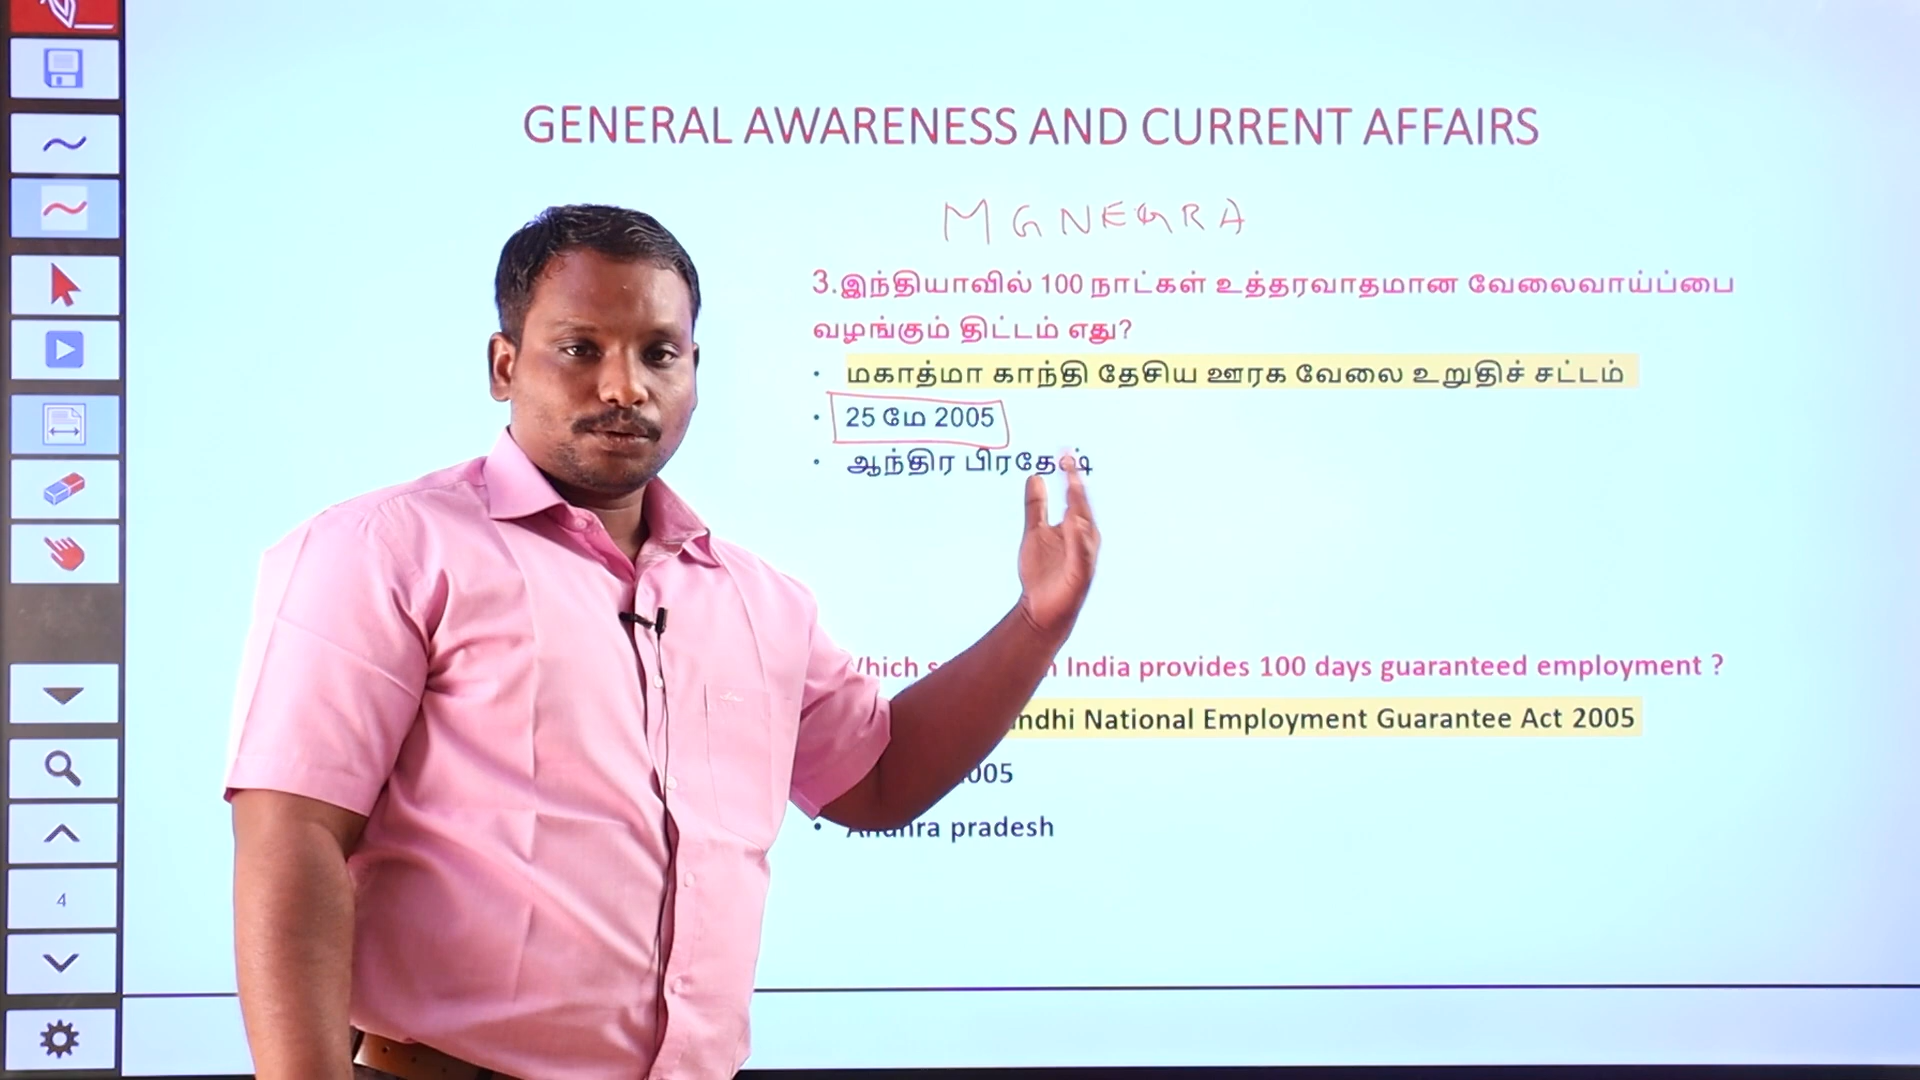 GENERAL AWARENESS AND CURRENT AFFAIRS
MGNEGRA
3.இந்தியாவில் 100 நாட்கள் உத்தரவாதமான வேலைவாய்ப்பை
வழங்கும் திட்டம் எது?
• மகாத்மா காந்தி தேசிய ஊரக வேலை உறுதிச் சட்டம்
• 25 மே 2005
• ஆந்திர பிரதேஷ்
India provides 100 days guaranteed employment ?
National Employment Guarantee Act 2005
• Andhra pradesh
4